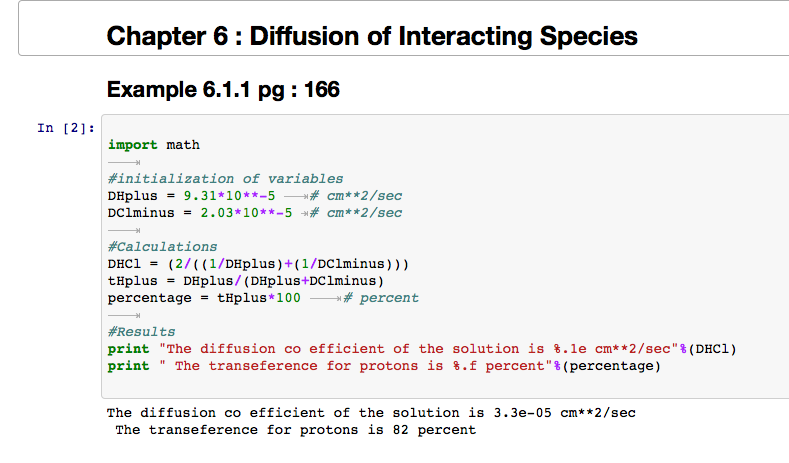 Chapter 6 : Diffusion of Interacting Species
Example 6.1.1 pg : 166
In [2]:
import math
#initialization of variables
DHplus = 9.31*10**-5 # cm**2/sec
DClminus = 2.03*10**-5 # cm**2/sec
#Calculations
DHCl = (2/((1/DHplus)+(1/DClminus)))
tHplus = DHplus/(DHplus+DClminus)
percentage = tHplus*100 # percent
#Results
print "The diffusion co efficient of the solution is %.1e cm**2/sec"%(DHCl)
print " The transeference for protons is %.f percent"%(percentage)
The diffusion co efficient of the solution is 3.3e-05 cm**2/sec
The transeference for protons is 82 percent